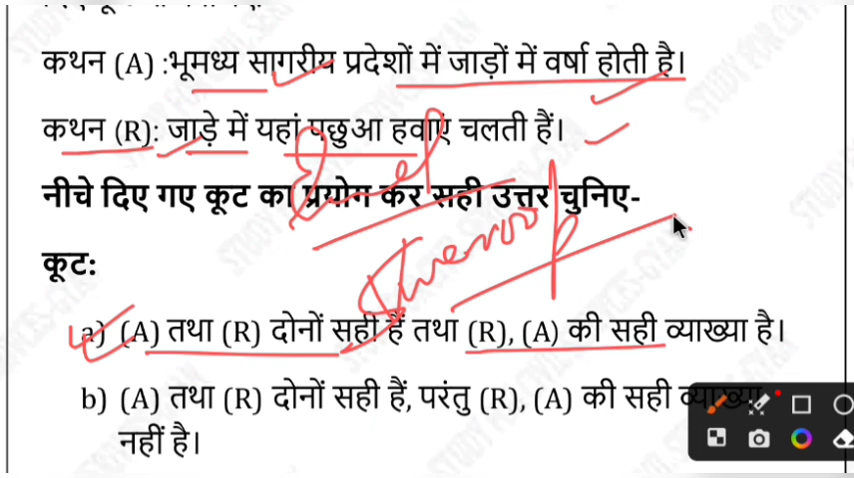 कथन (A) :भूमध्य सागरीय प्रदेशों में जाड़ों में वर्षा होती है।
कथन (R): जाड़े में यहां पछुआ हवाएं चलती हैं।
नीचे दिए गए कूट का प्रयोग कर सही उत्तर चुनिए-
कूट:
a) (A) तथा (R) दोनों सही हैं तथा (R), (A) की सही व्याख्या है।
b) (A) तथा (R) दोनों सही हैं, परंतु (R), (A) की सही व्याख्या
नहीं है।